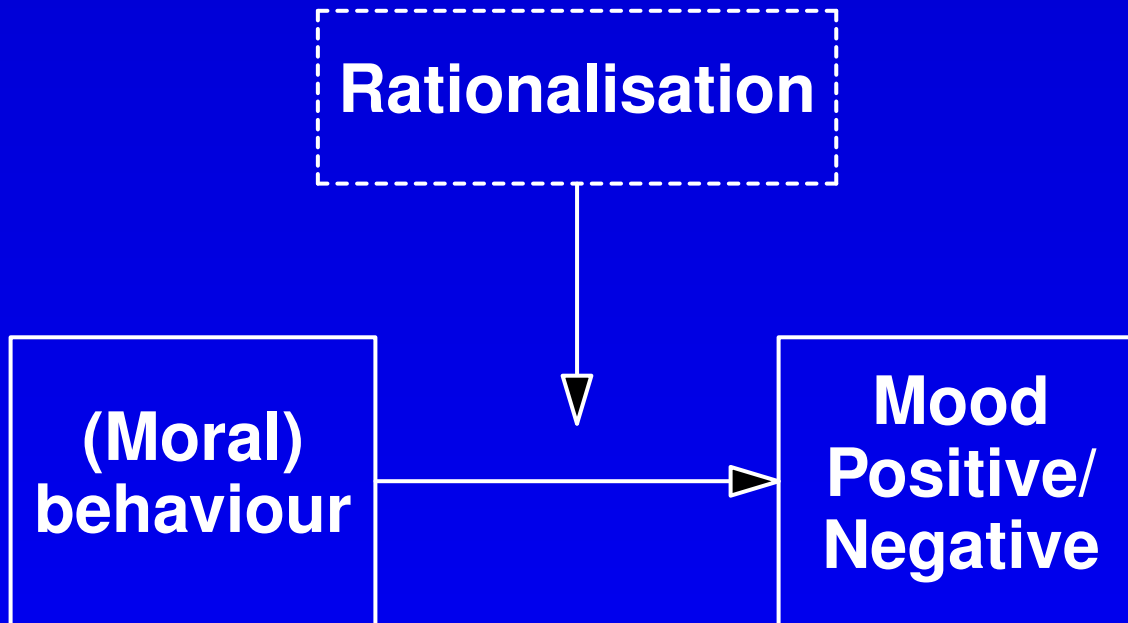 Rationalisation
(Moral)
behaviour
Mood
Positive/
Negative